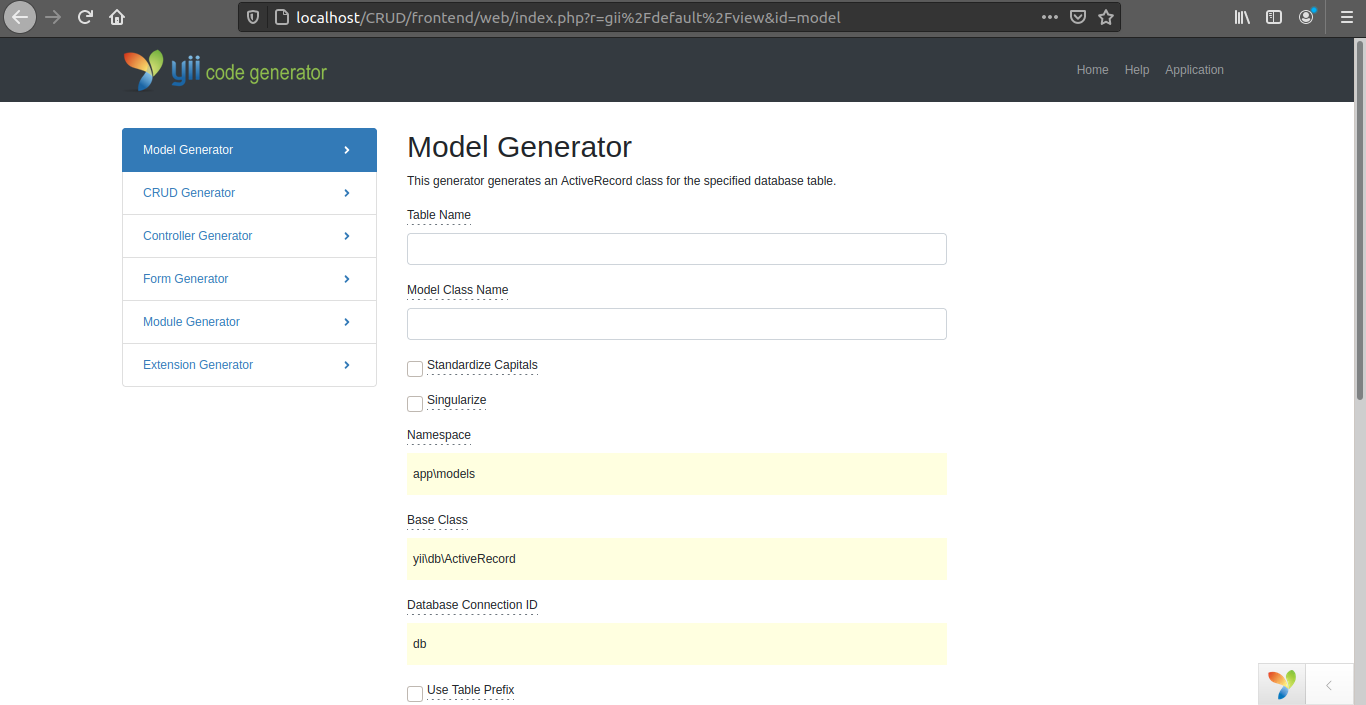 localhost/CRUD/frontend/web/index.php?r=gii%2Fdefault%2Fview&id=model
yii code generator
Home Help Application
Model Generator
CRUD Generator
Controller Generator
Form Generator
Module Generator
Extension Generator
Model Generator
This generator generates an ActiveRecord class for the specified database table.
Table Name
Model Class Name
Standardize Capitals
Singularize
Namespace
app\models
Base Class
yii\db\ActiveRecord
Database Connection ID
db
Use Table Prefix